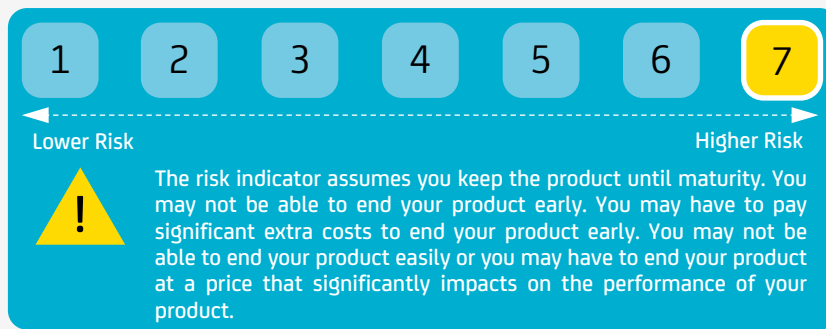 1 2 3 4 5 6 7
Lower Risk Higher Risk
!
The risk indicator assumes you keep the product until maturity. You
may not be able to end your product early. You may have to pay
significant extra costs to end your product early. You may not be
able to end your product easily or you may have to end your product
at a price that significantly impacts on the performance of your
product.